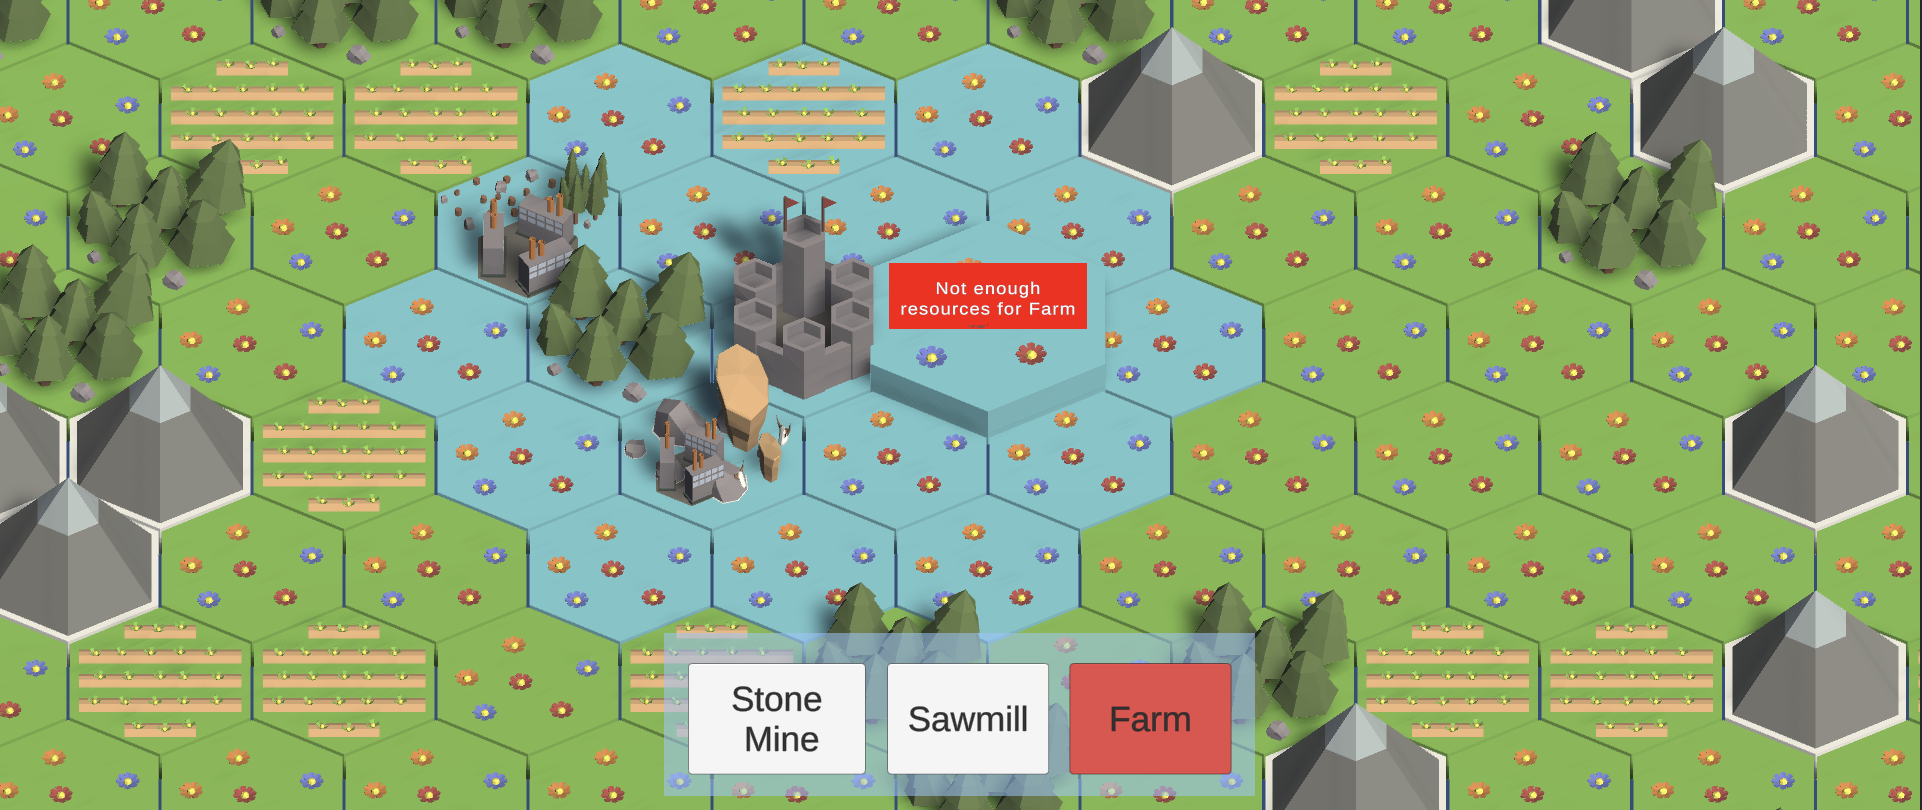 Not enough
resources for Farm
Stone
Mine
Sawmill
Farm